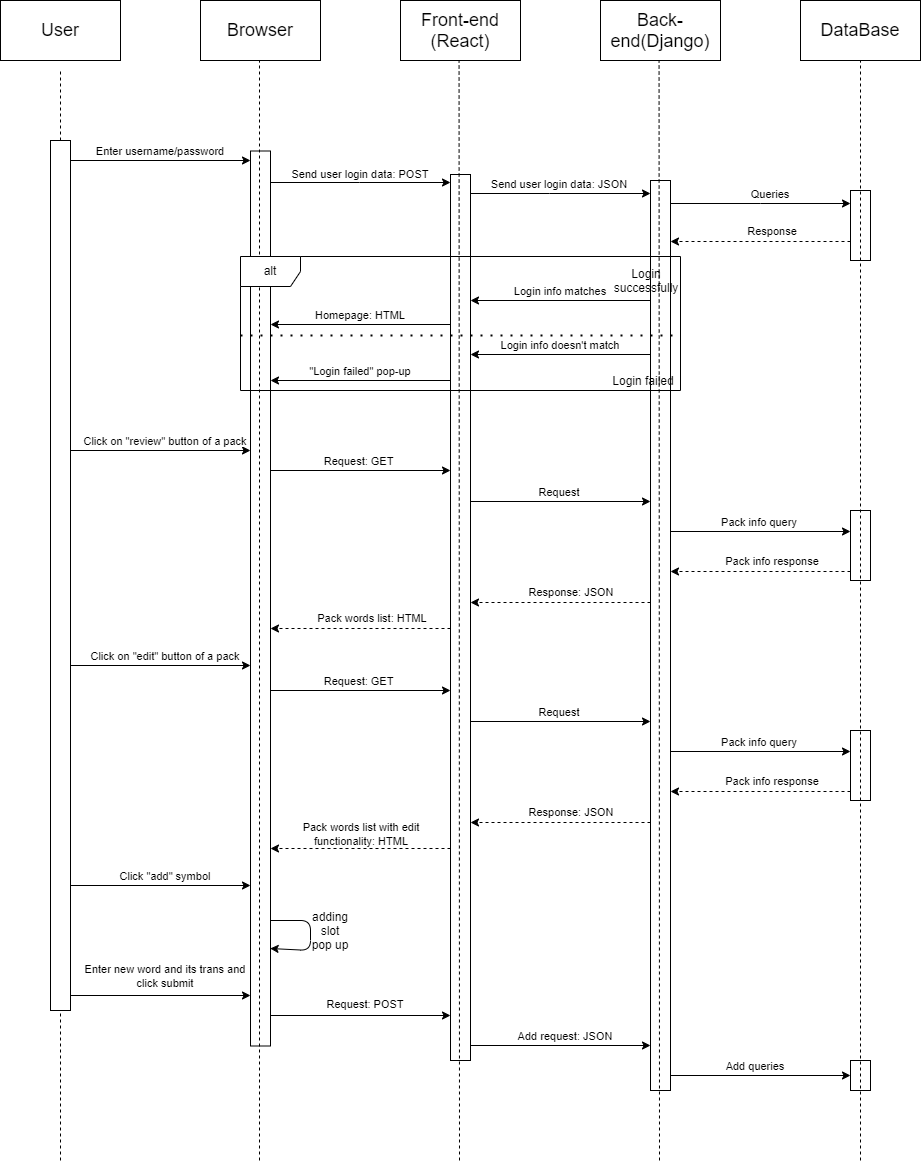 User
Browser
Front-end
(React)
Back-
end(Django)
DataBase
Enter username/password
Send user login data: POST
Send user login data: JSON
Queries
Response
alt
Login
successfully
Login info matches
Homepage: HTML
Login info doesn't match
"Login failed" pop-up
Login failed
Click on "review" button of a pack
Request: GET
Request
Pack info query
Pack info response
Response: JSON
Pack words list: HTML
Click on "edit" button of a pack
Request: GET
Request
Pack info query
Pack info response
Response: JSON
Pack words list with edit
functionality: HTML
Click "add" symbol
adding
slot
pop up
Enter new word and its trans and
click submit
Request: POST
Add request: JSON
Add queries